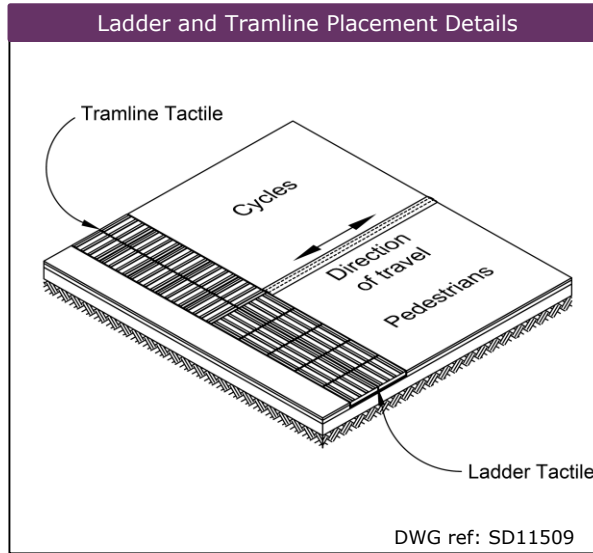 Ladder and Tramline Placement Details
Tramline Tactile
Cycles
Direction
of travel
Pedestrians
Ladder Tactile
DWG ref: SD11509